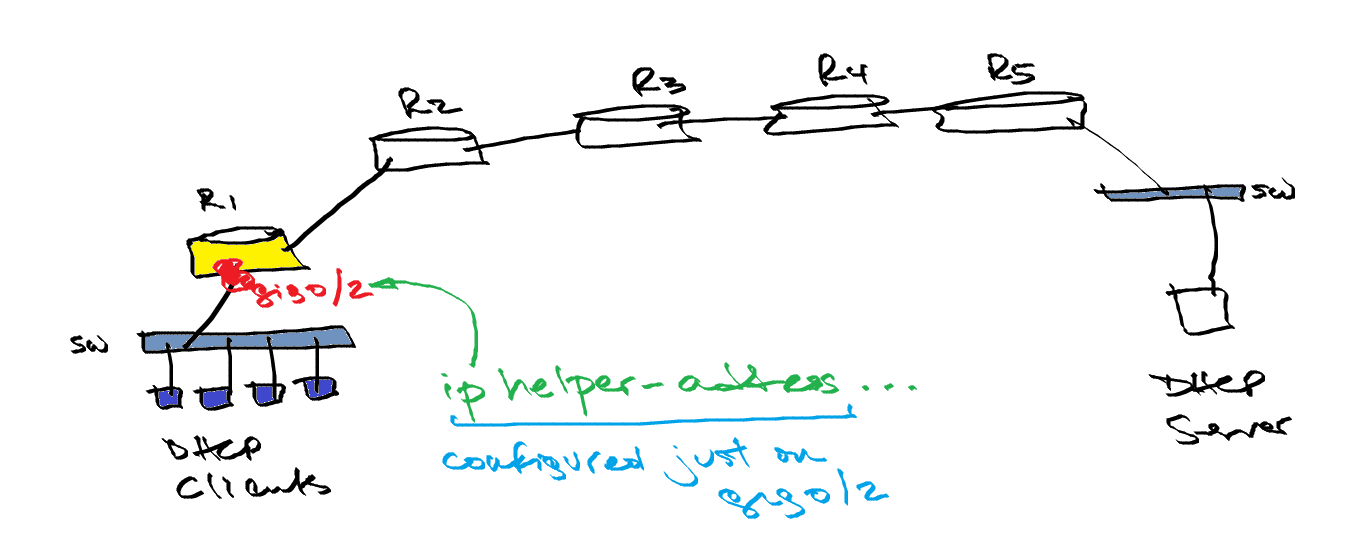 R1
R2
R3
R4
R5
sw
gig0/2
sw
ip helper-address ...
configured just on
gig0/2
DHCP
Clients
DHCP
Server